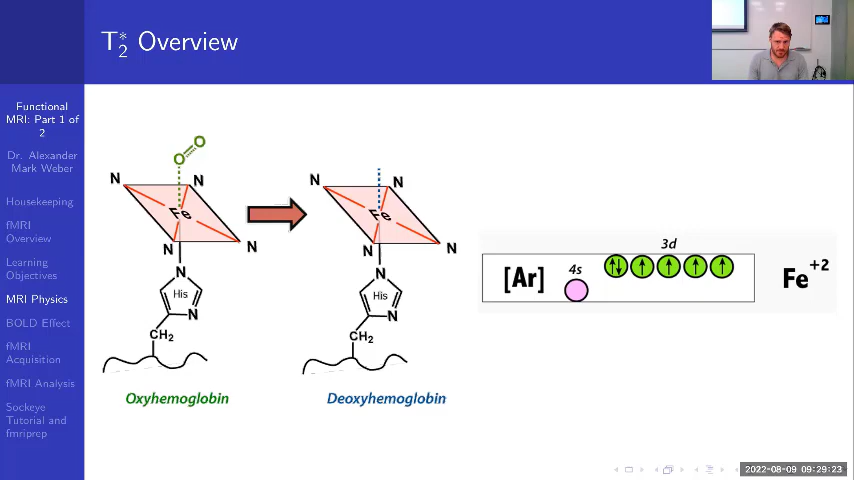 T2* Overview
Functional
MRI: Part 1 of
2
Dr. Alexander
Mark Weber
Housekeeping
fMRI
Overview
Learning
Objectives
MRI Physics
BOLD Effect
fMRI
Acquisition
fMRI Analysis
Sockeye
Tutorial and
fmriprep
O O
N N
Fe
N N
N
His
N
CH2
Oxyhemoglobin
N N
Fe
N N
N
His
N
CH2
Deoxyhemoglobin
3d
4s
[Ar]
Fe+2
2022-08-09 09:29:23